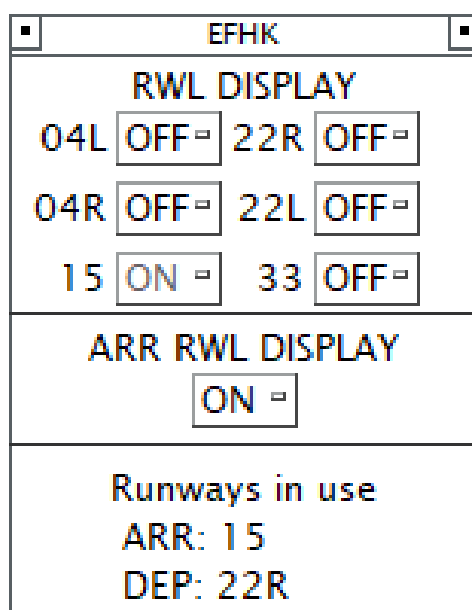 EFHK
RWL DISPLAY
04L OFF 22R OFF
04R OFF 22L OFF
15 ON 33 OFF
ARR RWL DISPLAY
ON
Runways in use
ARR: 15
DEP: 22R